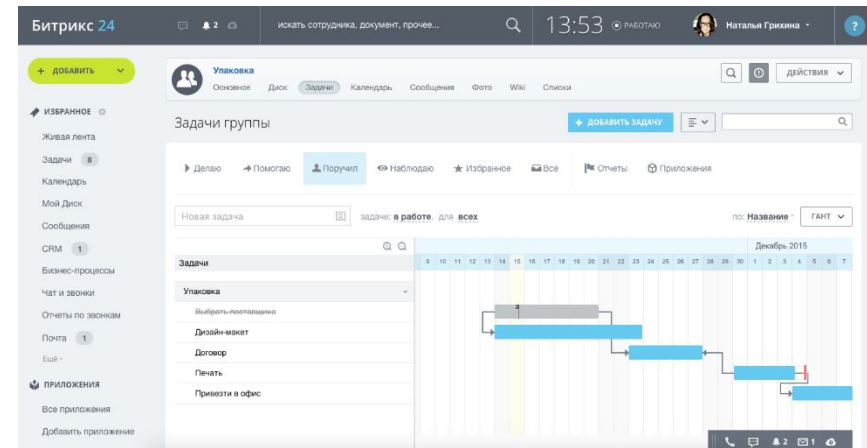 Битрикс 24
2
искать сотрудника, документ, прочее...
13:53
РАБОТАЮ
Наталья Грихина
?
+ ДОБАВИТЬ
ИЗБРАННОЕ
Живая лента
Задачи 8
Календарь
Мой Диск
Сообщения
CRM 1
Бизнес-процессы
Чат и звонки
Отчеты по звонкам
Почта 1
Ещё
ПРИЛОЖЕНИЯ
Все приложения
Добавить приложение
Упаковка
Основное Диск Задачи Календарь Сообщения Фото Wiki Списки
ДЕЙСТВИЯ
Задачи группы
+ ДОБАВИТЬ ЗАДАЧУ
Делаю Помогаю Поручил Наблюдаю Избранное Все Отчеты Приложения
Новая задача
задачи: в работе, для всех
по: Название
ГАНТ
Декабрь 2015
Задачи
9 10 11 12 13 14 15 16 17 18 19 20 21 22 23 24 25 26 27 28 29 30 1 2 3 4 5 6 7
Упаковка
Выбрать поставщика
Дизайн-макет
Договор
Печать
Привезти в офис
2 1